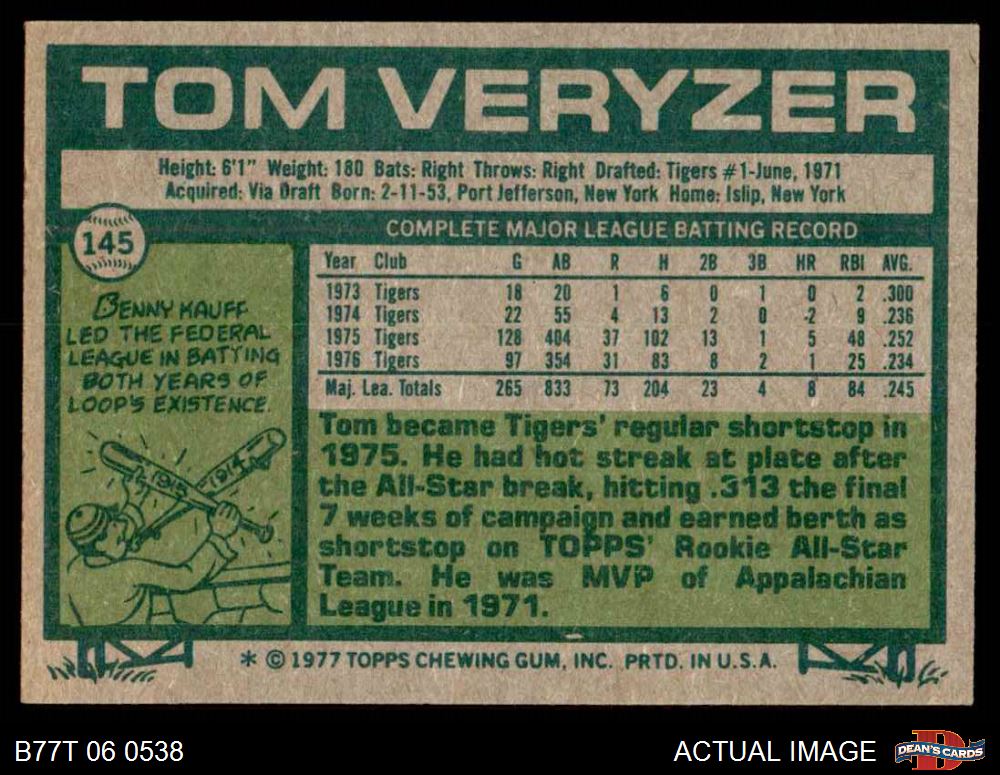 TOM VERYZER
Height: 6'1" Weight: 180 Bats: Right Throws: Right Drafted: Tigers #1-June, 1971
Acquired: Via Draft Born: 2-11-53, Port Jefferson, New York Home: Islip, New York
145
BENNY KAUFF
LED THE FEDERAL
LEAGUE IN BATTING
BOTH YEARS OF
LOOP'S EXISTENCE.
1915 1914
COMPLETE MAJOR LEAGUE BATTING RECORD
Year Club G AB R H 2B 3B HR RBI AVG.
1973 Tigers 18 20 1 6 0 1 0 2 .300
1974 Tigers 22 55 4 13 2 0 2 9 .236
1975 Tigers 128 404 37 102 13 1 5 48 .252
1976 Tigers 97 354 31 83 8 2 1 25 .234
Maj. Lea. Totals 265 833 73 204 23 4 8 84 .245
Tom became Tigers' regular shortstop in
1975. He had hot streak at plate after
the All-Star break, hitting .313 the final
7 weeks of campaign and earned berth as
shortstop on TOPPS' Rookie All-Star
Team. He was MVP of Appalachian
League in 1971.
* © 1977 TOPPS CHEWING GUM, INC. PRTD. IN U.S.A.
B77T 06 0538
ACTUAL IMAGE
DEAN'S CARDS